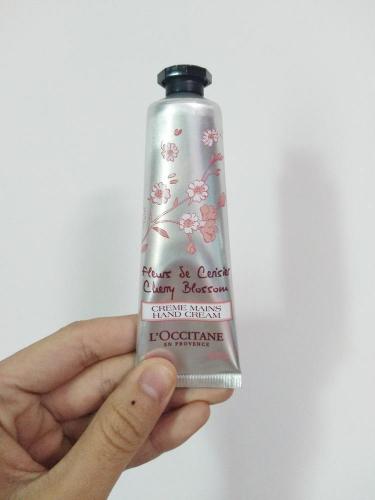 Fleurs de Cerisier
Cherry Blossom
CRÈME MAINS
HAND CREAM
L'OCCITANE
EN PROVENCE